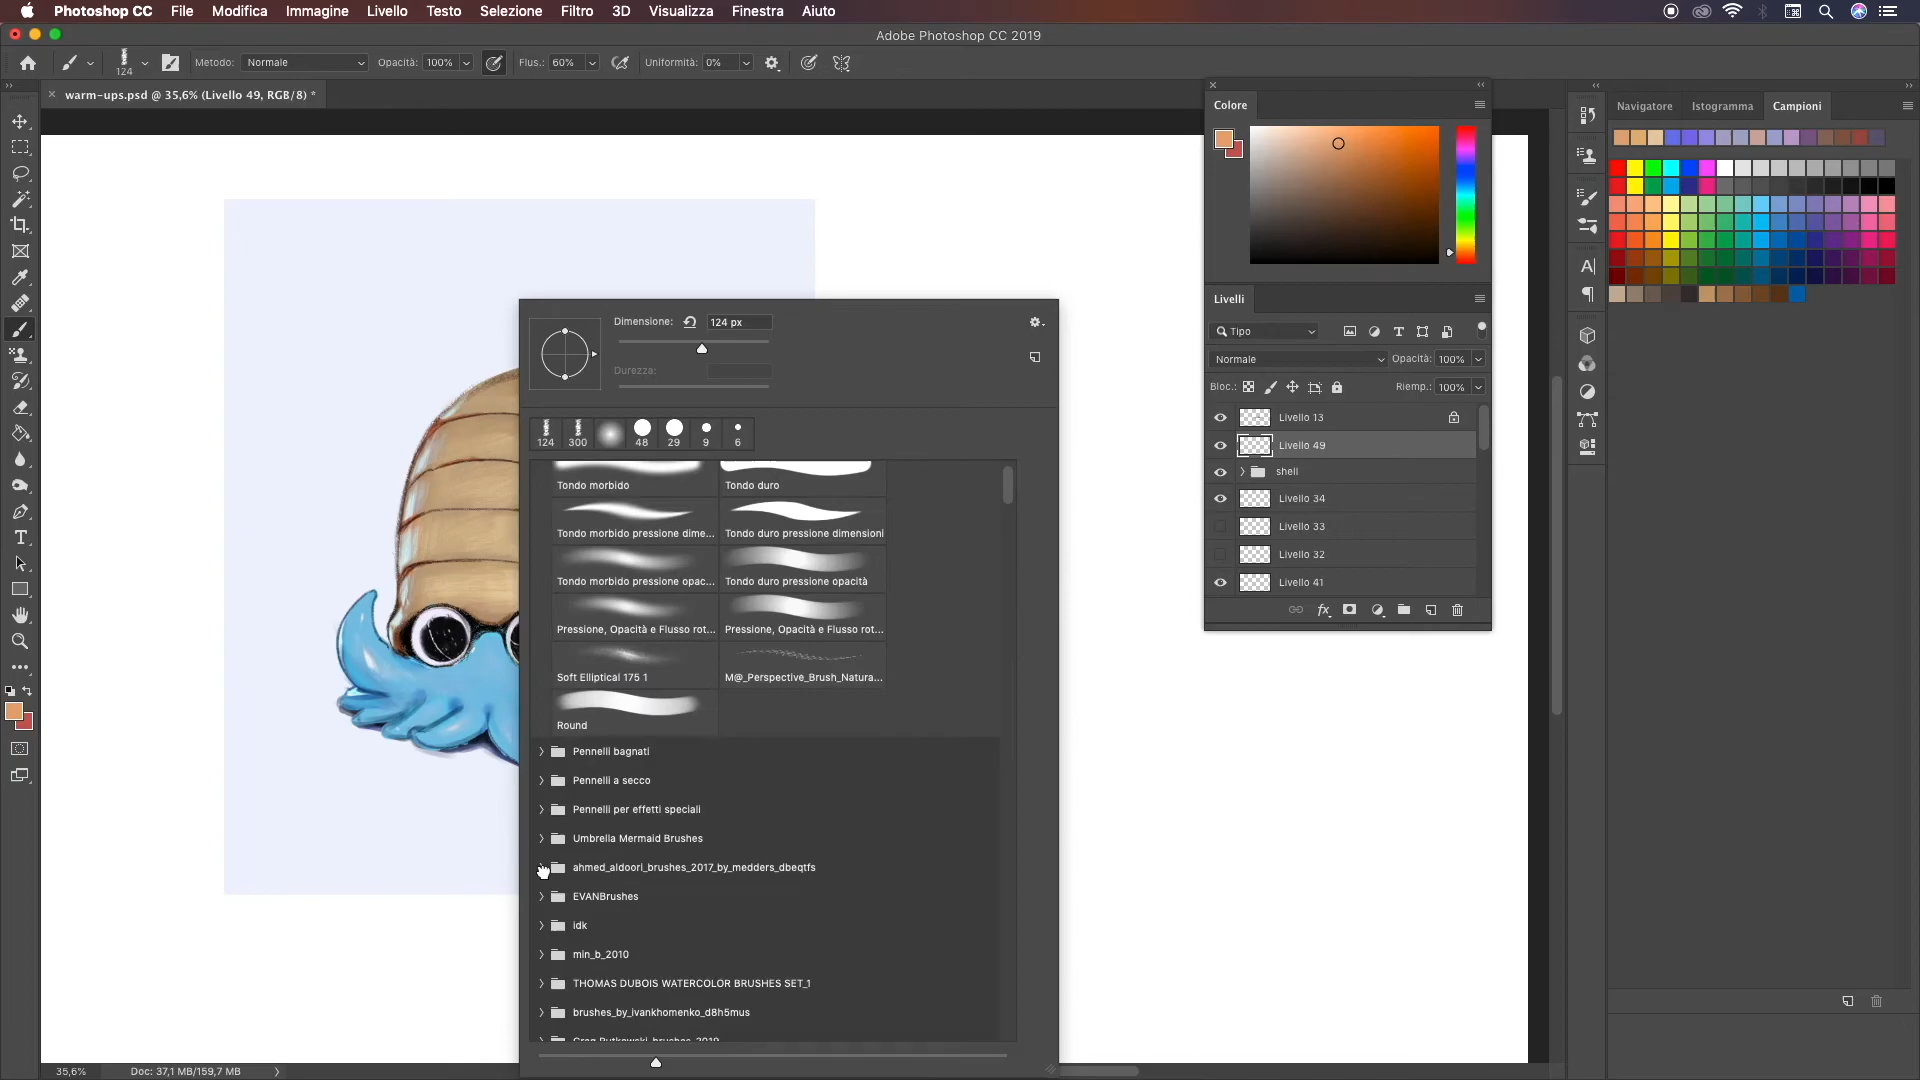 Photoshop CC File Modifica Immagine Livello Testo Selezione Filtro 3D Visualizza Finestra Aiuto
Adobe Photoshop CC 2019
124 Metodo: Normale Opacità: 100% Flus.: 60% Uniformità: 0%
warm-ups.psd @ 35,6% (Livello 49, RGB/8) *
Colore
Navigatore Istogramma Campioni
Livelli
Tipo
Normale Opacità: 100%
Bloc.: Riemp.: 100%
Livello 13
Livello 49
shell
Livello 34
Livello 33
Livello 32
Livello 41
fx
Dimensione: 124 px
Durezza:
124 300 48 29 9 6
Tondo morbido Tondo duro
Tondo morbido pressione dime... Tondo duro pressione dimensioni
Tondo morbido pressione opac... Tondo duro pressione opacità
Pressione, Opacità e Flusso rot... Pressione, Opacità e Flusso rot...
Soft Elliptical 175 1 M@_Perspective_Brush_Natura...
Round
Pennelli bagnati
Pennelli a secco
Pennelli per effetti speciali
Umbrella Mermaid Brushes
ahmed_aldoori_brushes_2017_by_medders_dbeqtfs
EVANBrushes
idk
min_b_2010
THOMAS DUBOIS WATERCOLOR BRUSHES SET_1
brushes_by_ivankhomenko_d8h5mus
Greg Rutkowski_brushes_2019
35,6% Doc: 37,1 MB/159,7 MB